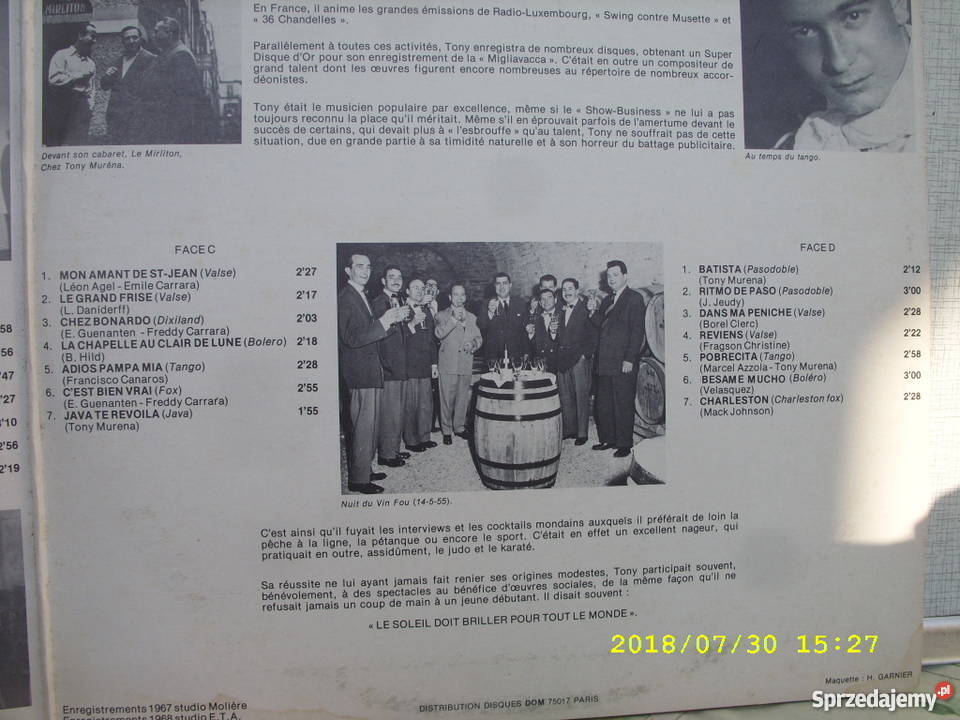 MIRLITON
En France, il anime les grandes émissions de Radio-Luxembourg, « Swing contre Musette » et
« 36 Chandelles ».
Parallèlement à toutes ces activités, Tony enregistra de nombreux disques, obtenant un Super
Disque d'Or pour son enregistrement de la « Migliavacca ». C'était en outre un compositeur de
grand talent dont les œuvres figurent encore nombreuses au répertoire de nombreux accor-
déonistes.
Tony était le musicien populaire par excellence, même si le « Show-Business » ne lui a pas
toujours reconnu la place qu'il méritait. Même s'il en éprouvait parfois de l'amertume devant le
succès de certains, qui devait plus à « l'esbrouffe » qu'au talent, Tony ne souffrait pas de cette
situation, due en grande partie à sa timidité naturelle et à son horreur du battage publicitaire.
Devant son cabaret, Le Mirliton,
Chez Tony Muréna.
Au temps du tango.
FACE C
1. MON AMANT DE ST-JEAN (Valse) 2'27
(Léon Agel - Emile Carrara)
2. LE GRAND FRISE (Valse) 2'17
(L. Daniderff)
3. CHEZ BONARDO (Dixiland) 2'03
(E. Guenanten - Freddy Carrara)
4. LA CHAPELLE AU CLAIR DE LUNE (Bolero) 2'18
(B. Hild)
5. ADIOS PAMPA MIA (Tango) 2'28
(Francisco Canaros)
6. C'EST BIEN VRAI (Fox) 2'55
(E. Guenanten - Freddy Carrara)
7. JAVA TE REVOILA (Java) 1'55
(Tony Murena)
FACE D
1. BATISTA (Pasodoble) 2'12
(Tony Murena)
2. RITMO DE PASO (Pasodoble) 3'00
(J. Jeudy)
3. DANS MA PENICHE (Valse) 2'28
(Borel Clerc)
4. REVIENS (Valse) 2'22
(Fragson Christine)
5. POBRECITA (Tango) 2'58
(Marcel Azzola - Tony Murena)
6. BESAME MUCHO (Boléro) 3'00
(Velasquez)
7. CHARLESTON (Charleston fox) 2'28
(Mack Johnson)
58
'56
'47
'27
3'10
2'56
2'19
Nuit du Vin Fou (14-5-55).
C'est ainsi qu'il fuyait les interviews et les cocktails mondains auxquels il préférait de loin la
pêche à la ligne, la pétanque ou encore le sport. C'était en effet un excellent nageur, qui
pratiquait en outre, assidûment, le judo et le karaté.
Sa réussite ne lui ayant jamais fait renier ses origines modestes, Tony participait souvent,
bénévolement, à des spectacles au bénéfice d'œuvres sociales, de la même façon qu'il ne
refusait jamais un coup de main à un jeune débutant. Il disait souvent :
« LE SOLEIL DOIT BRILLER POUR TOUT LE MONDE ».
2018/07/30 15:27
Maquette : H. GARNIER
Enregistrements 1967 studio Molière
Enregistrements 1968 studio E.T.A.
DISTRIBUTION DISQUES DOM 75017 PARIS
Sprzedajemy.pl